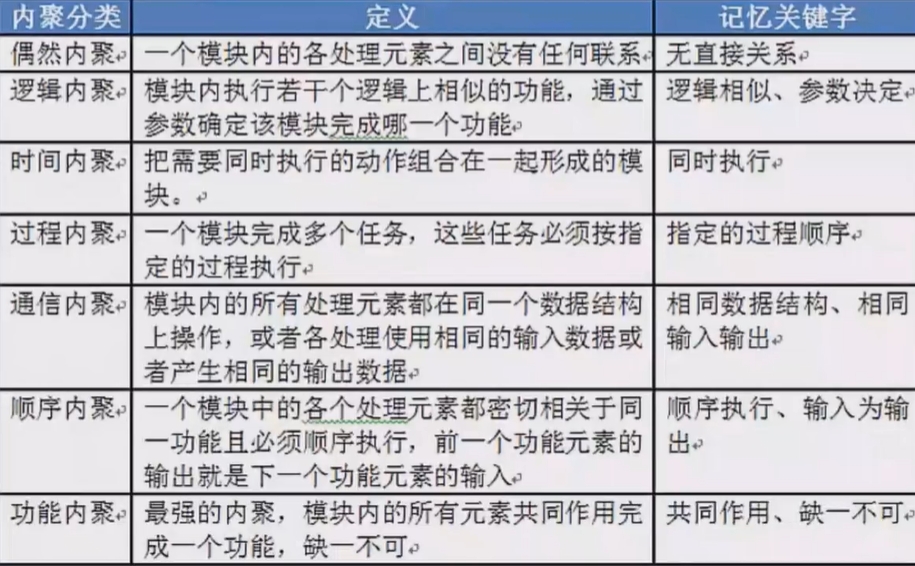 内聚分类 定义 记忆关键字
偶然内聚 一个模块内的各处理元素之间没有任何联系 无直接关系
逻辑内聚 模块内执行若干个逻辑上相似的功能，通过 逻辑相似、参数决定
参数确定该模块完成哪一个功能
时间内聚 把需要同时执行的动作组合在一起形成的模 同时执行
块。
过程内聚 一个模块完成多个任务，这些任务必须按指 指定的过程顺序
定的过程执行
通信内聚 模块内的所有处理元素都在同一个数据结构 相同数据结构、相同
上操作，或者各处理使用相同的输入数据或 输入输出
者产生相同的输出数据
顺序内聚 一个模块中的各个处理元素都密切相关于同 顺序执行、输入为输
一功能且必须顺序执行，前一个功能元素的 出
输出就是下一个功能元素的输入
功能内聚 最强的内聚，模块内的所有元素共同作用完 共同作用、缺一不可
成一个功能，缺一不可